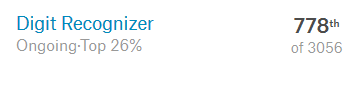 Digit Recognizer 778th
Ongoing·Top 26% of 3056